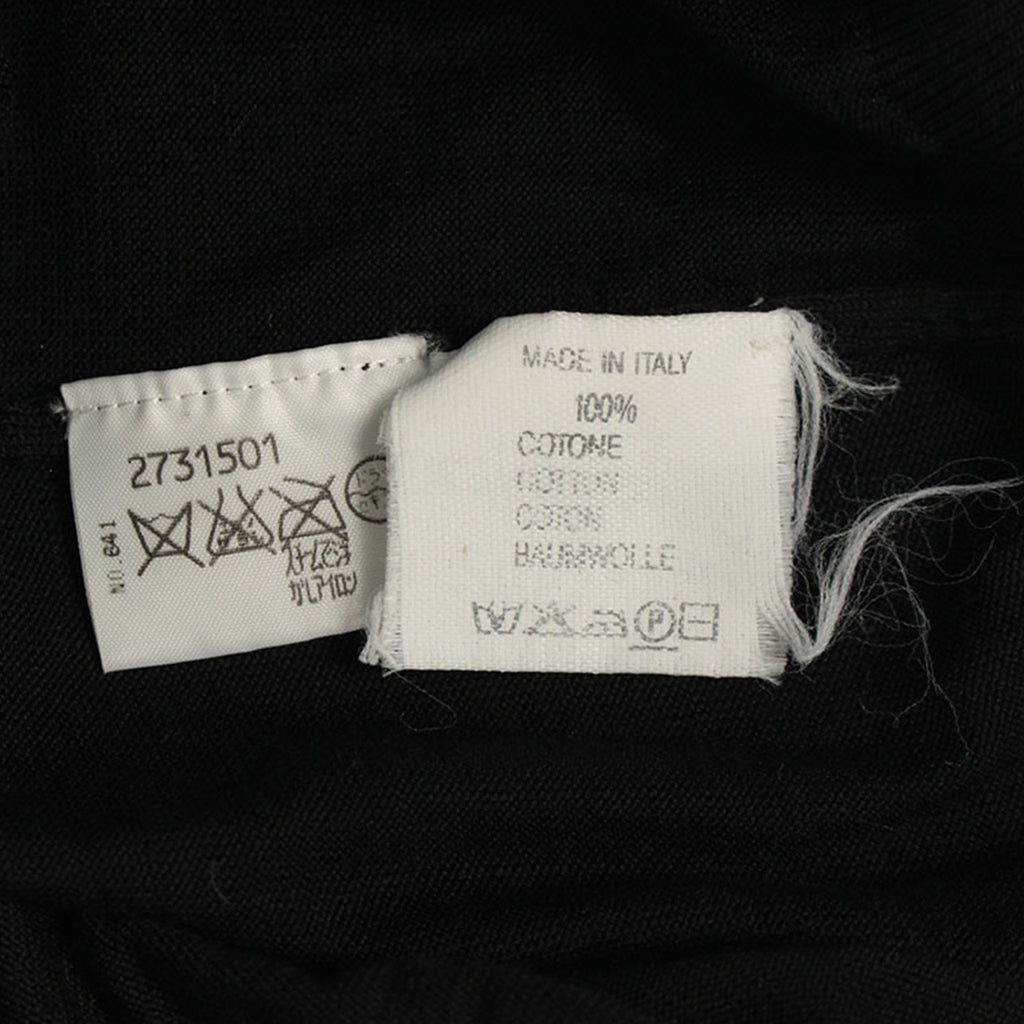 2731501
NO.641
MADE IN ITALY
100%
COTONE
COTTON
COTON
BAUMWOLLE
P